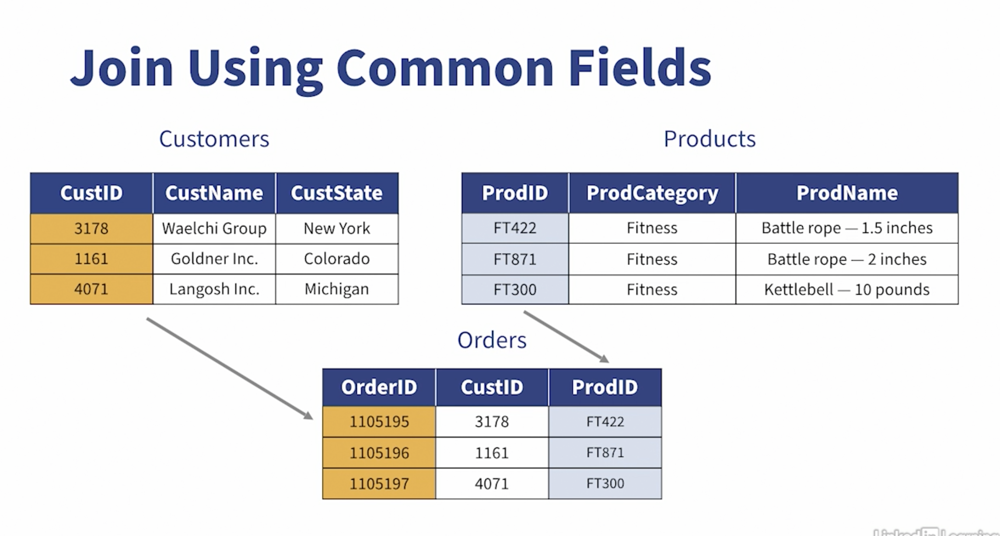 Join Using Common Fields
Customers
CustID CustName CustState
3178 Waelchi Group New York
1161 Goldner Inc. Colorado
4071 Langosh Inc. Michigan
Products
ProdID ProdCategory ProdName
FT422 Fitness Battle rope — 1.5 inches
FT871 Fitness Battle rope — 2 inches
FT300 Fitness Kettlebell — 10 pounds
Orders
OrderID CustID ProdID
1105195 3178 FT422
1105196 1161 FT871
1105197 4071 FT300
Linked in Learning